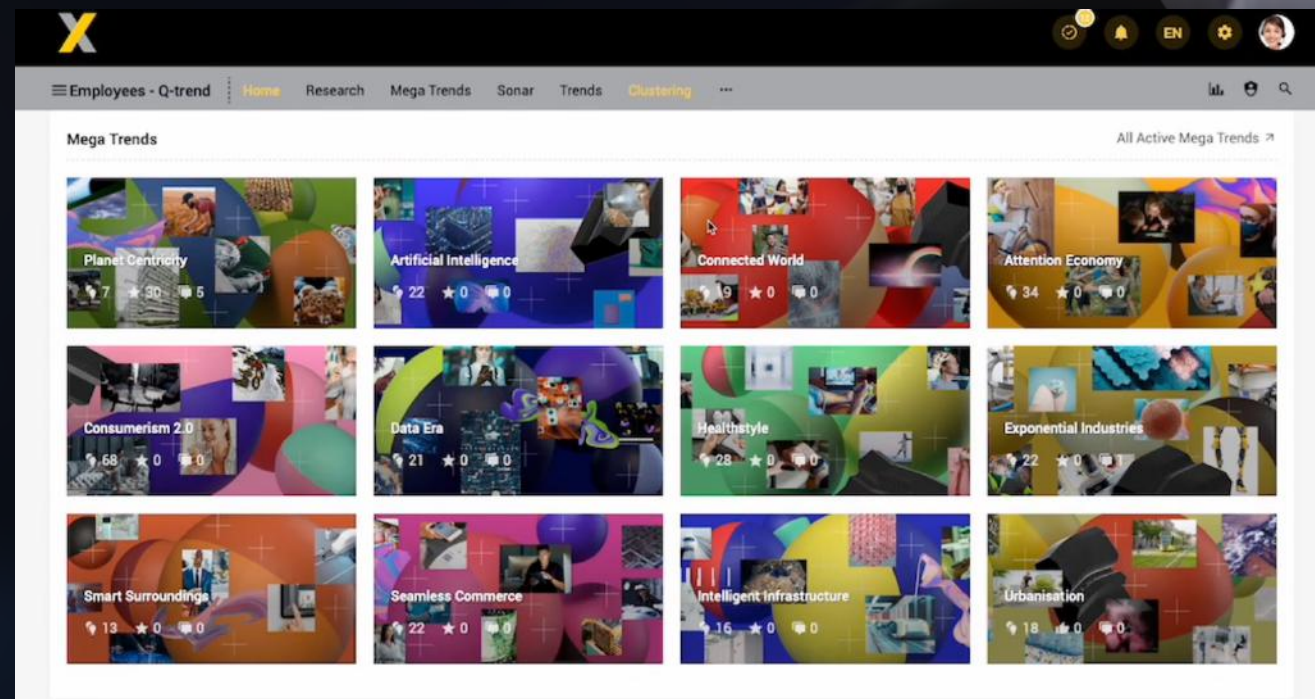 12
EN
Employees - Q-trend Home Research Mega Trends Sonar Trends Clustering ...
Mega Trends All Active Mega Trends
Planet Centricity Artificial Intelligence Connected World Attention Economy
7 30 5 22 0 0 19 0 0 34 0 0
Consumerism 2.0 Data Era Healthstyle Exponential Industries
68 0 0 21 0 0 28 0 0 22 0 1
Smart Surroundings Seamless Commerce Intelligent Infrastructure Urbanisation
13 0 0 22 0 0 16 0 0 18 0 0